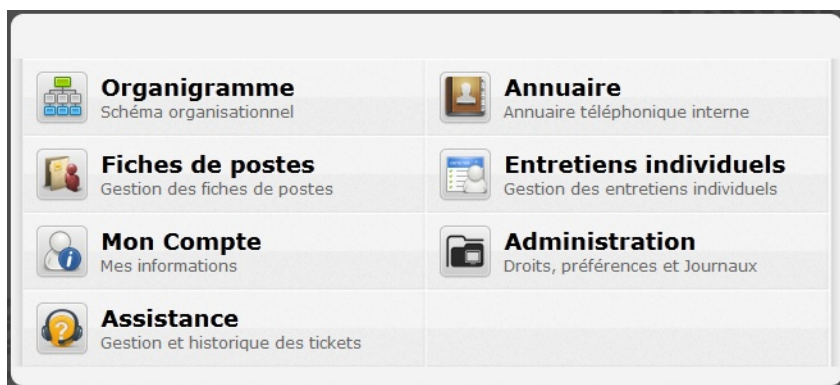 Organigramme
Schéma organisationnel
Annuaire
Annuaire téléphonique interne
Fiches de postes
Gestion des fiches de postes
Entretiens individuels
Gestion des entretiens individuels
Mon Compte
Mes informations
Administration
Droits, préférences et Journaux
Assistance
Gestion et historique des tickets